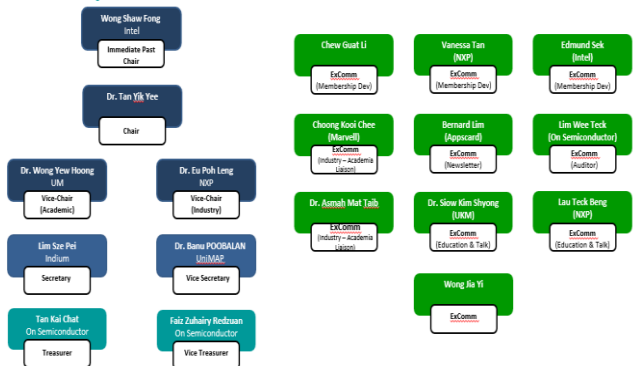 Wong Shaw Fong
Intel
Immediate Past
Chair
Dr. Tan Yik Yee
Chair
Dr. Wong Yew Hoong
UM
Vice-Chair
(Academic)
Dr. Eu Poh Leng
NXP
Vice-Chair
(Industry)
Lim Sze Pei
Indium
Secretary
Dr. Banu POOBALAN
UniMAP
Vice Secretary
Tan Kai Chat
On Semiconductor
Treasurer
Faiz Zuhairy Redzuan
On Semiconductor
Vice Treasurer
Chew Guat Li
ExComm
(Membership Dev)
Vanessa Tan
(NXP)
ExComm
(Membership Dev)
Edmund Sek
(Intel)
ExComm
(Membership Dev)
Choong Kooi Chee
(Marvell)
ExComm
(Industry – Academia
Liaison)
Bernard Lim
(Appscard)
ExComm
(Newsletter)
Lim Wee Teck
(On Semiconductor)
ExComm
(Auditor)
Dr. Asmah Mat Taib
ExComm
(Industry – Academia
Liaison)
Dr. Siow Kim Shyong
(UKM)
ExComm
(Education & Talk)
Lau Teck Beng
(NXP)
ExComm
(Education & Talk)
Wong Jia Yi
ExComm